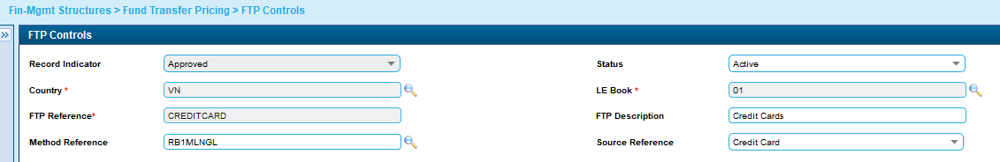 Fin-Mgmt Structures > Fund Transfer Pricing > FTP Controls
FTP Controls
Record Indicator Approved Status Active
Country * VN LE Book * 01
FTP Reference* CREDITCARD FTP Description Credit Cards
Method Reference RB1MLNGL Source Reference Credit Card